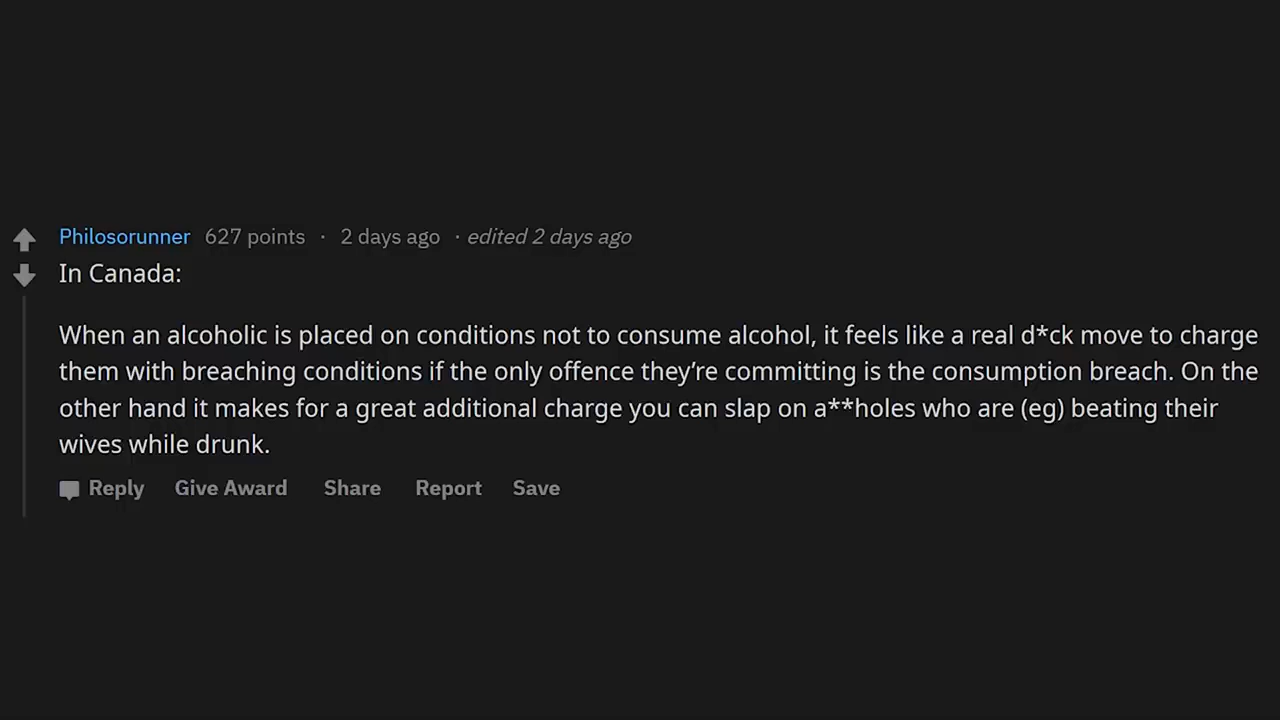 Philosorunner 627 points · 2 days ago · edited 2 days ago
In Canada:
When an alcoholic is placed on conditions not to consume alcohol, it feels like a real d*ck move to charge
them with breaching conditions if the only offence they’re committing is the consumption breach. On the
other hand it makes for a great additional charge you can slap on a**holes who are (eg) beating their
wives while drunk.
Reply Give Award Share Report Save